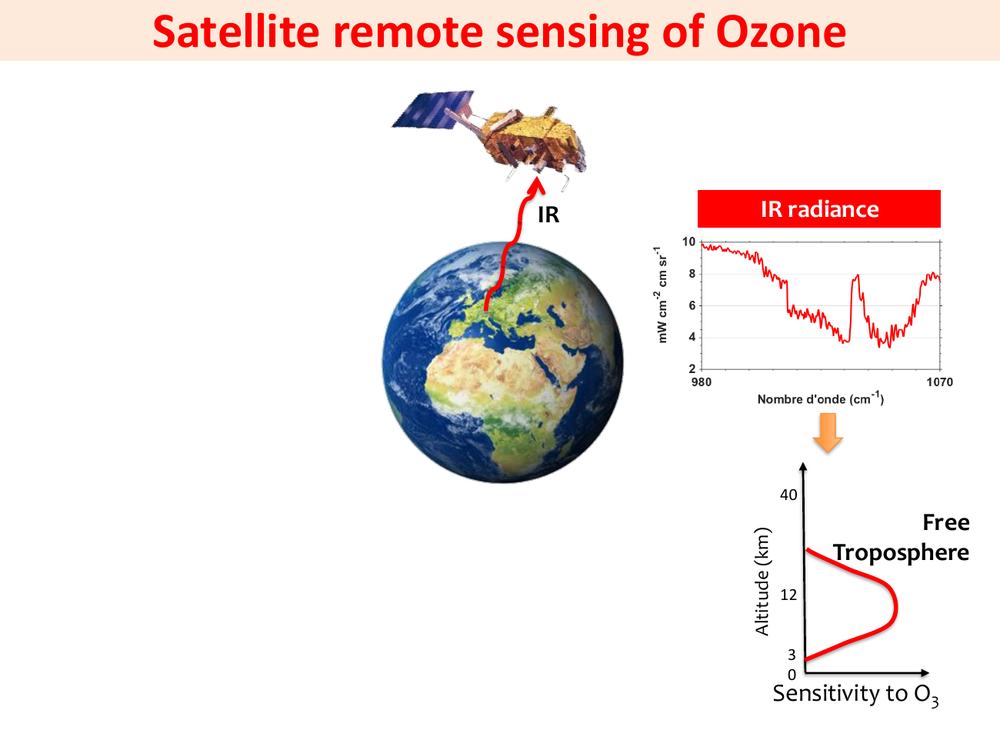 Satellite remote sensing of Ozone
IR
IR radiance
10
8
6
4
2
mW cm-2 cm sr-1
980
1070
Nombre d'onde (cm-1)
40
12
3
0
Altitude (km)
Free
Troposphere
Sensitivity to O3